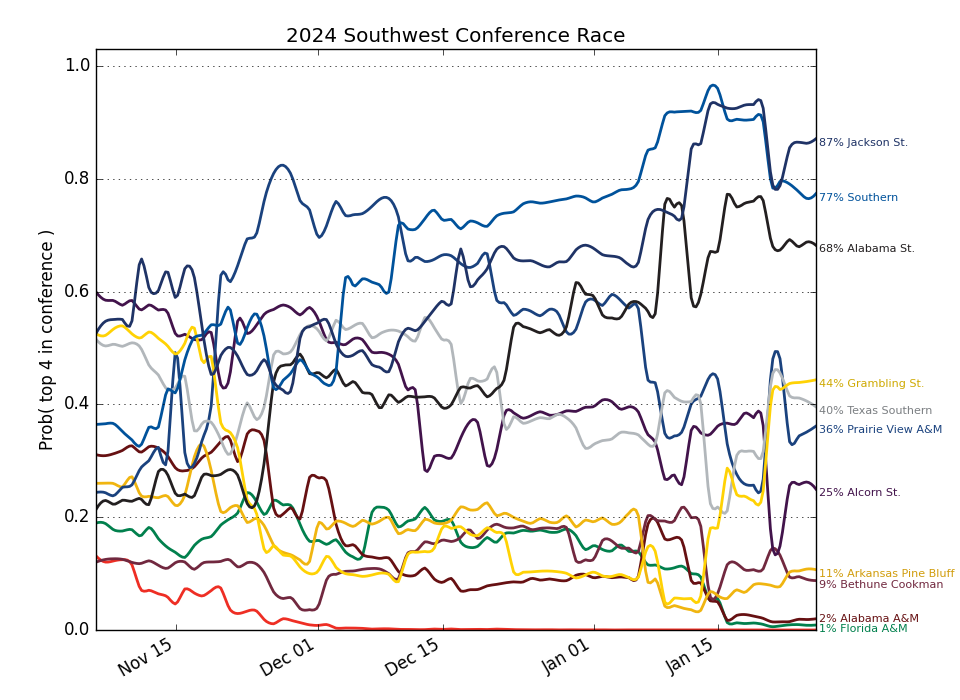 2024 Southwest Conference Race
Prob( top 4 in conference )
1.0
0.8
0.6
0.4
0.2
0.0
Nov 15
Dec 01
Dec 15
Jan 01
Jan 15
87% Jackson St.
77% Southern
68% Alabama St.
44% Grambling St.
40% Texas Southern
36% Prairie View A&M
25% Alcorn St.
11% Arkansas Pine Bluff
9% Bethune Cookman
2% Alabama A&M
1% Florida A&M